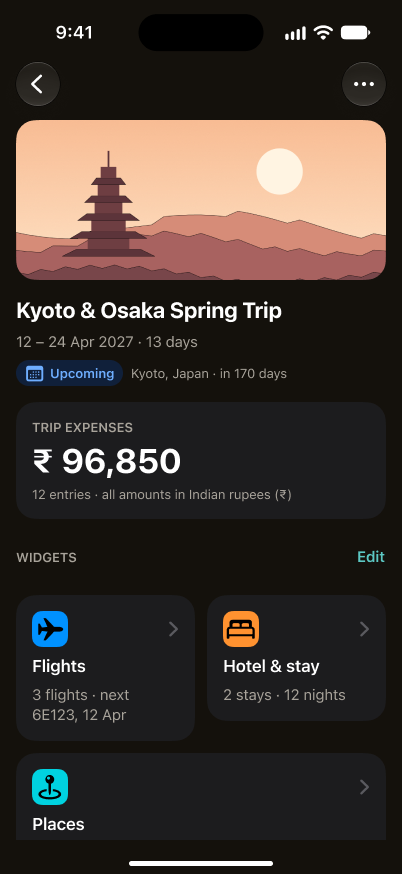 9:41
Kyoto & Osaka Spring Trip
12 – 24 Apr 2027 · 13 days
Upcoming
Kyoto, Japan · in 170 days
TRIP EXPENSES
₹ 96,850
12 entries · all amounts in Indian rupees (₹)
WIDGETS
Edit
Flights
3 flights · next
6E123, 12 Apr
Hotel & stay
2 stays · 12 nights
Places